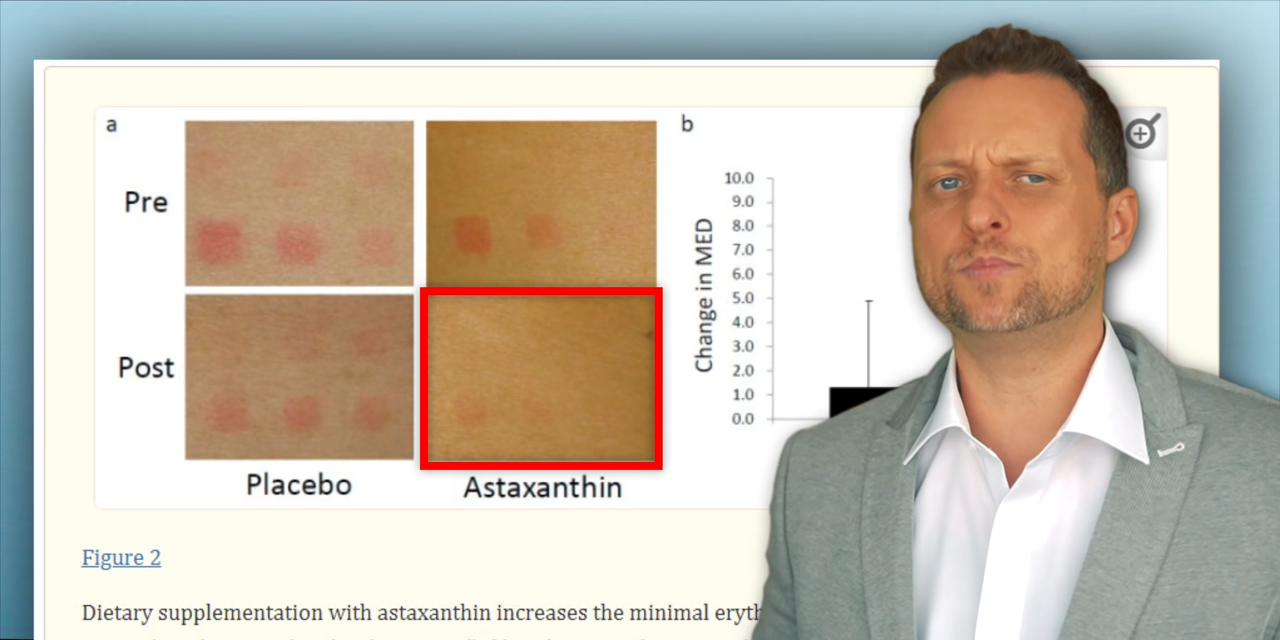 a
b
Pre
Post
Placebo
Astaxanthin
Change in MED
10.0
9.0
8.0
7.0
6.0
5.0
4.0
3.0
2.0
1.0
0.0
Figure 2
Dietary supplementation with astaxanthin increases the minimal eryth